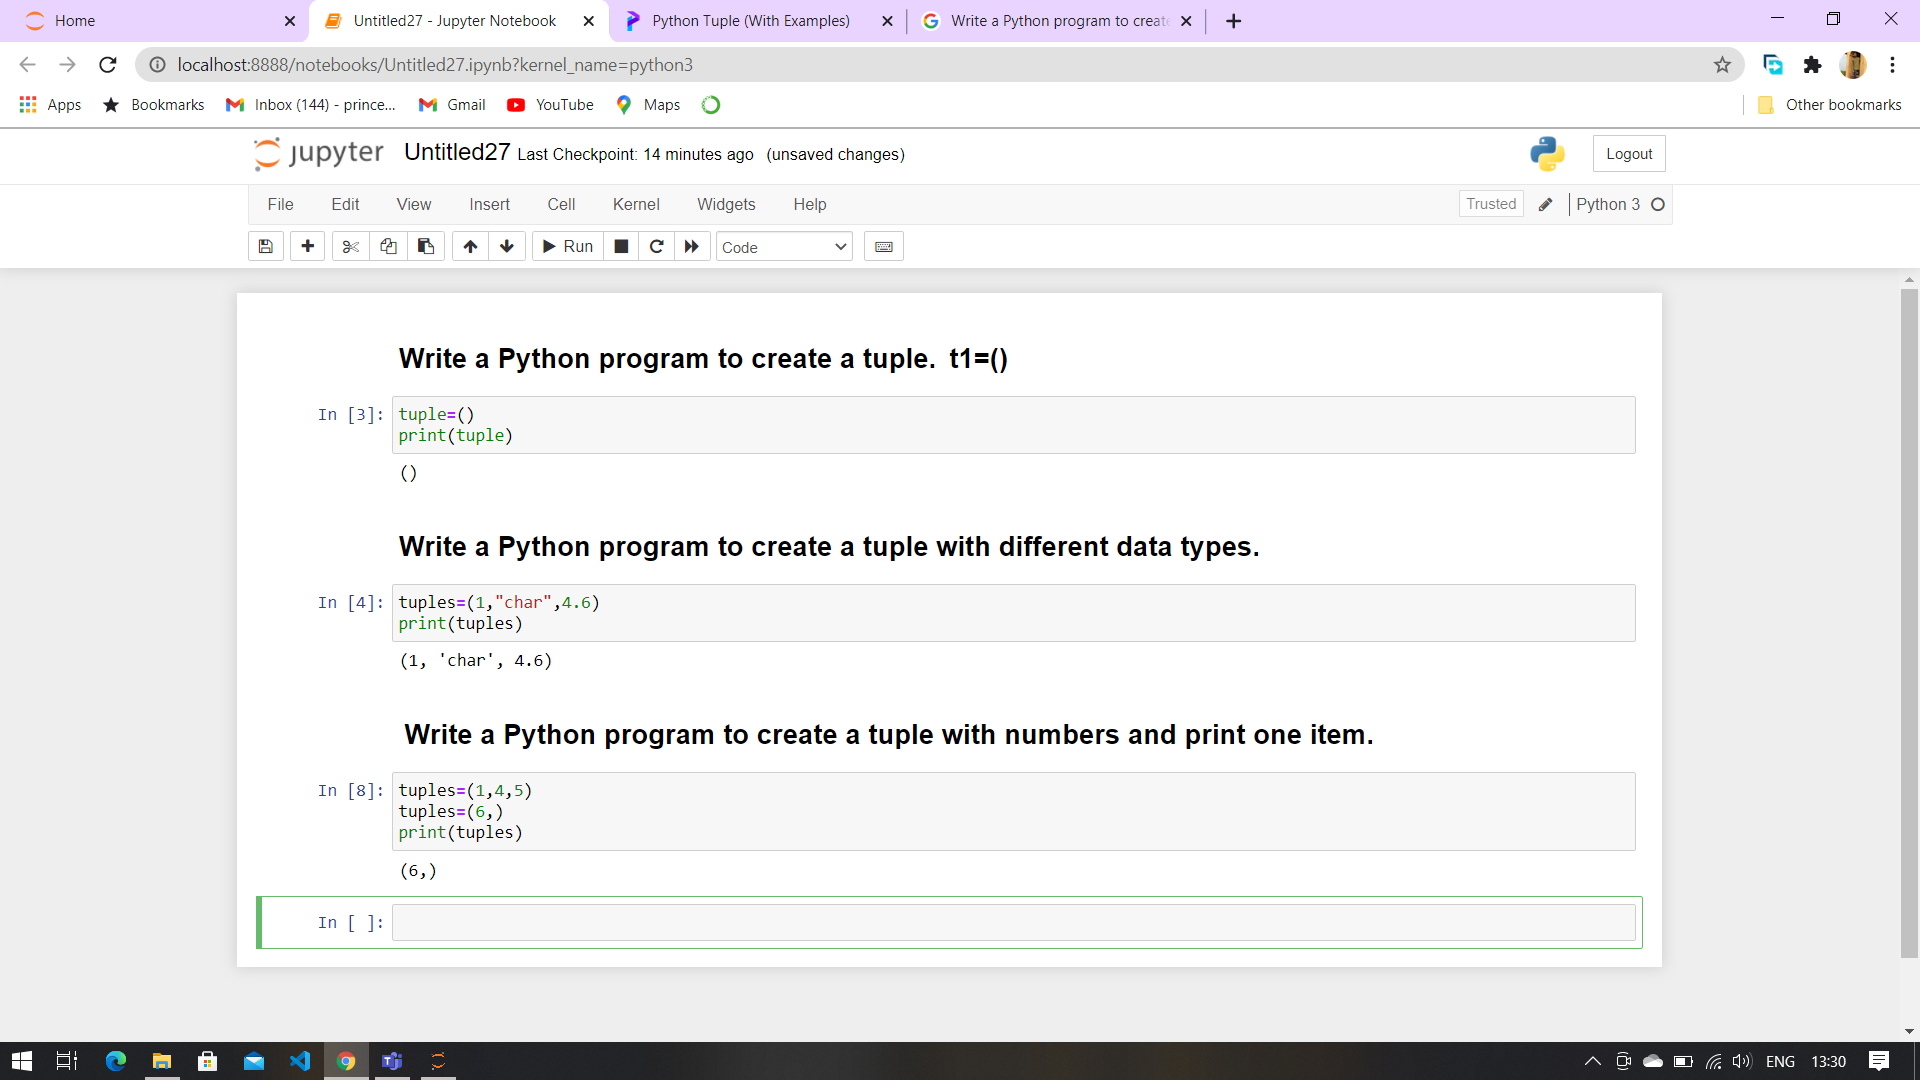 Home
Untitled27 - Jupyter Notebook
Python Tuple (With Examples)
Write a Python program to create
localhost:8888/notebooks/Untitled27.ipynb?kernel_name=python3
Apps Bookmarks Inbox (144) - prince... Gmail YouTube Maps Other bookmarks
jupyter Untitled27 Last Checkpoint: 14 minutes ago (unsaved changes) Logout
File Edit View Insert Cell Kernel Widgets Help Trusted Python 3
Run Code
Write a Python program to create a tuple. t1=()
In [3]: tuple=()
print(tuple)
()
Write a Python program to create a tuple with different data types.
In [4]: tuples=(1,"char",4.6)
print(tuples)
(1, 'char', 4.6)
Write a Python program to create a tuple with numbers and print one item.
In [8]: tuples=(1,4,5)
tuples=(6,)
print(tuples)
(6,)
In [ ]:
ENG 13:30